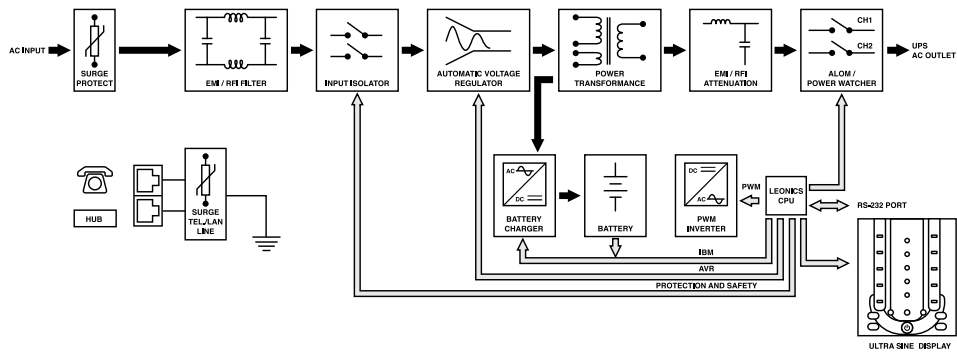 AC INPUT
SURGE
PROTECT
EMI / RFI FILTER
INPUT ISOLATOR
AUTOMATIC VOLTAGE
REGULATOR
POWER
TRANSFORMANCE
EMI / RFI
ATTENUATION
CH1
CH2
ALOM /
POWER WATCHER
UPS
AC OUTLET
HUB
SURGE
TEL./LAN
LINE
AC
DC
BATTERY
CHARGER
BATTERY
DC
AC
PWM
INVERTER
PWM
LEONICS
CPU
RS-232 PORT
IBM
AVR
PROTECTION AND SAFETY
ULTRA SINE DISPLAY